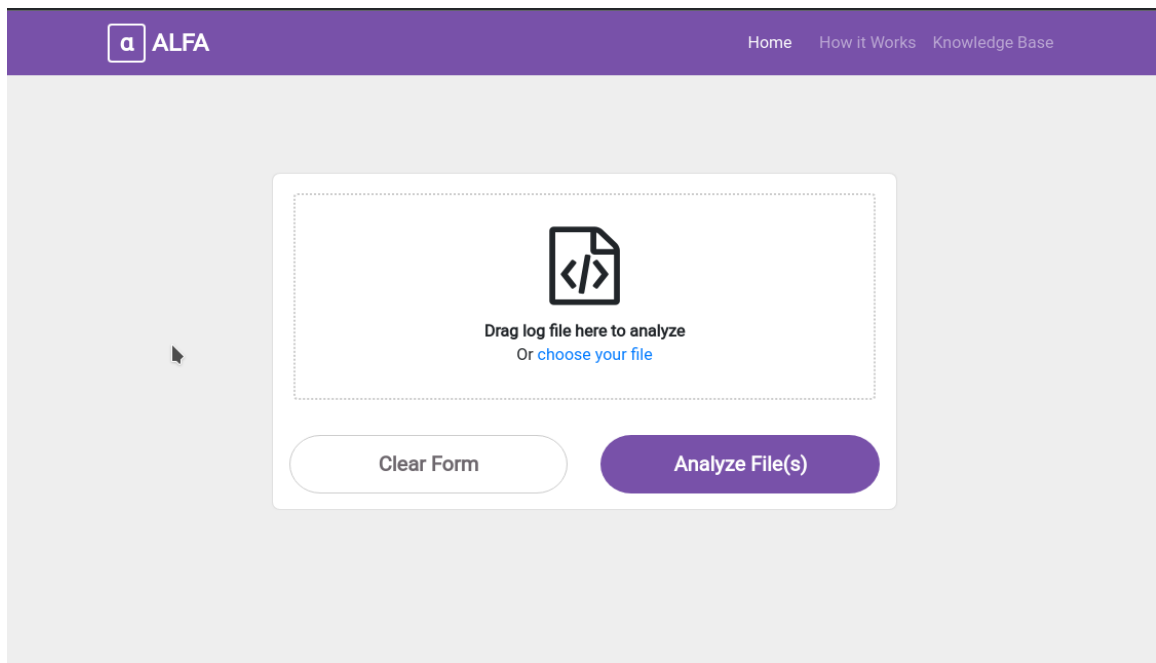 α ALFA
Home How it Works Knowledge Base
</>
Drag log file here to analyze
Or choose your file
Clear Form Analyze File(s)